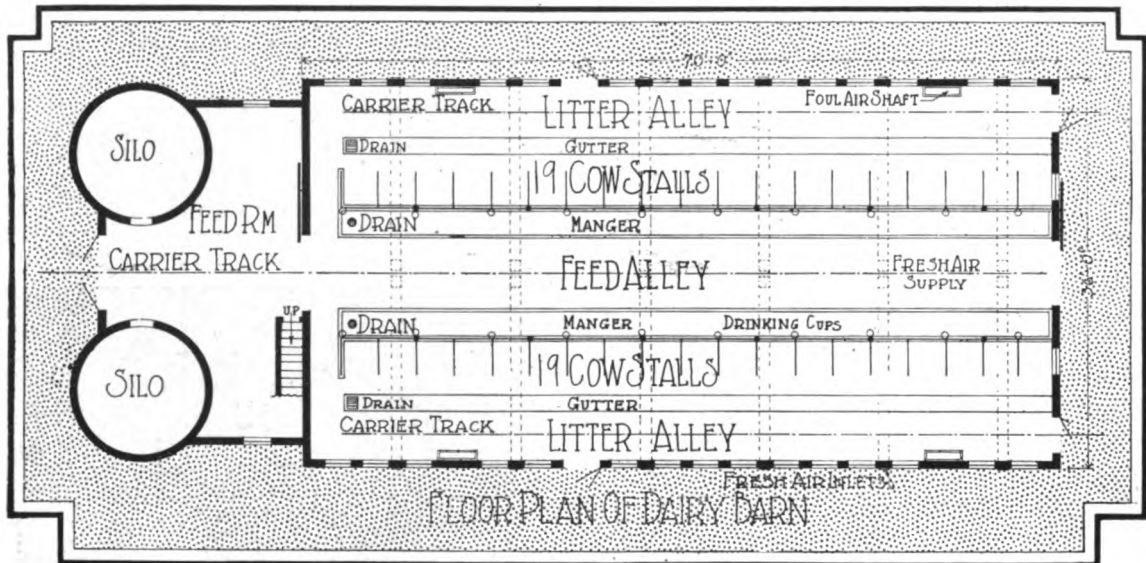 70'-0"
CARRIER TRACK
LITTER ALLEY
FOUL AIR SHAFT
DRAIN
GUTTER
SILO
19 COW STALLS
FEED RM
DRAIN
MANGER
CARRIER TRACK
FEED ALLEY
FRESH AIR
SUPPLY
UP
DRAIN
MANGER
DRINKING CUPS
SILO
19 COW STALLS
DRAIN
GUTTER
CARRIER TRACK
LITTER ALLEY
FRESH AIR INLETS
FLOOR PLAN OF DAIRY BARN